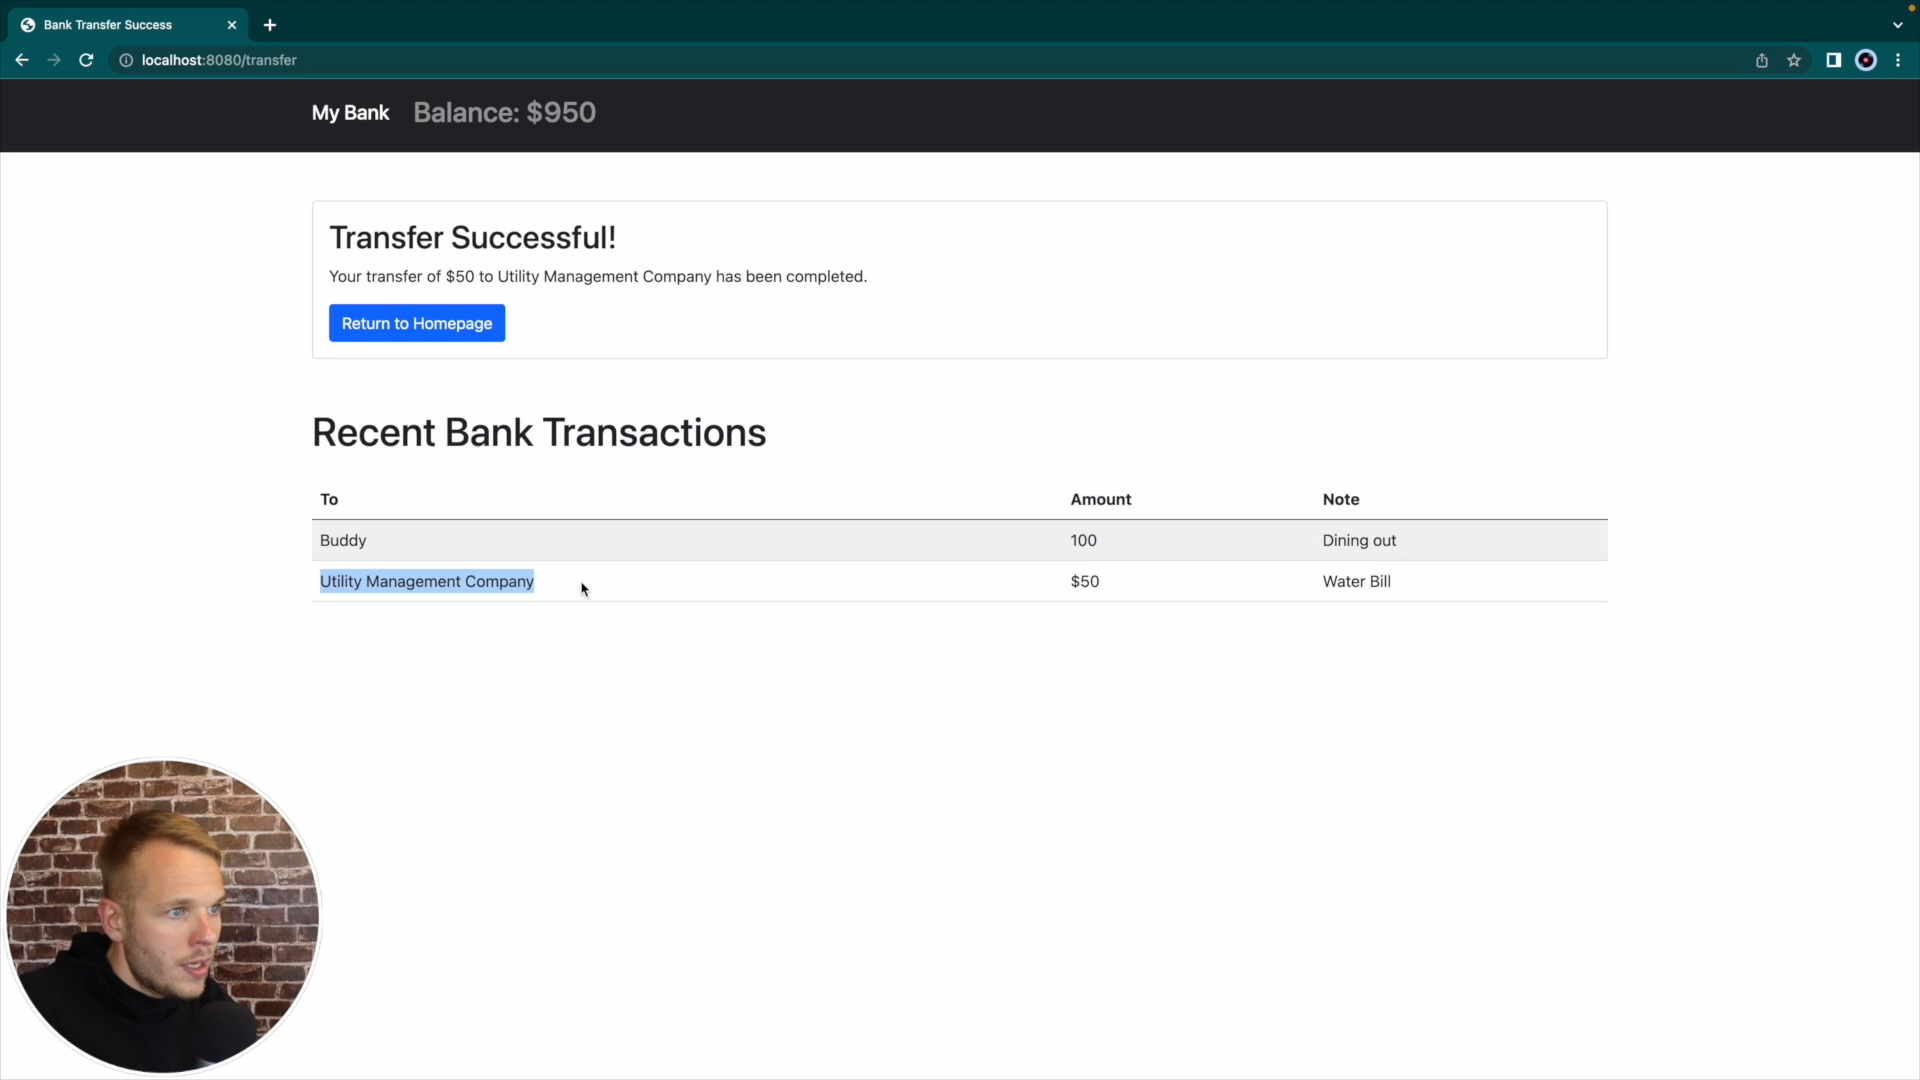 Bank Transfer Success
localhost:8080/transfer
My Bank Balance: $950
Transfer Successful!
Your transfer of $50 to Utility Management Company has been completed.
Return to Homepage
Recent Bank Transactions
To Amount Note
Buddy 100 Dining out
Utility Management Company $50 Water Bill